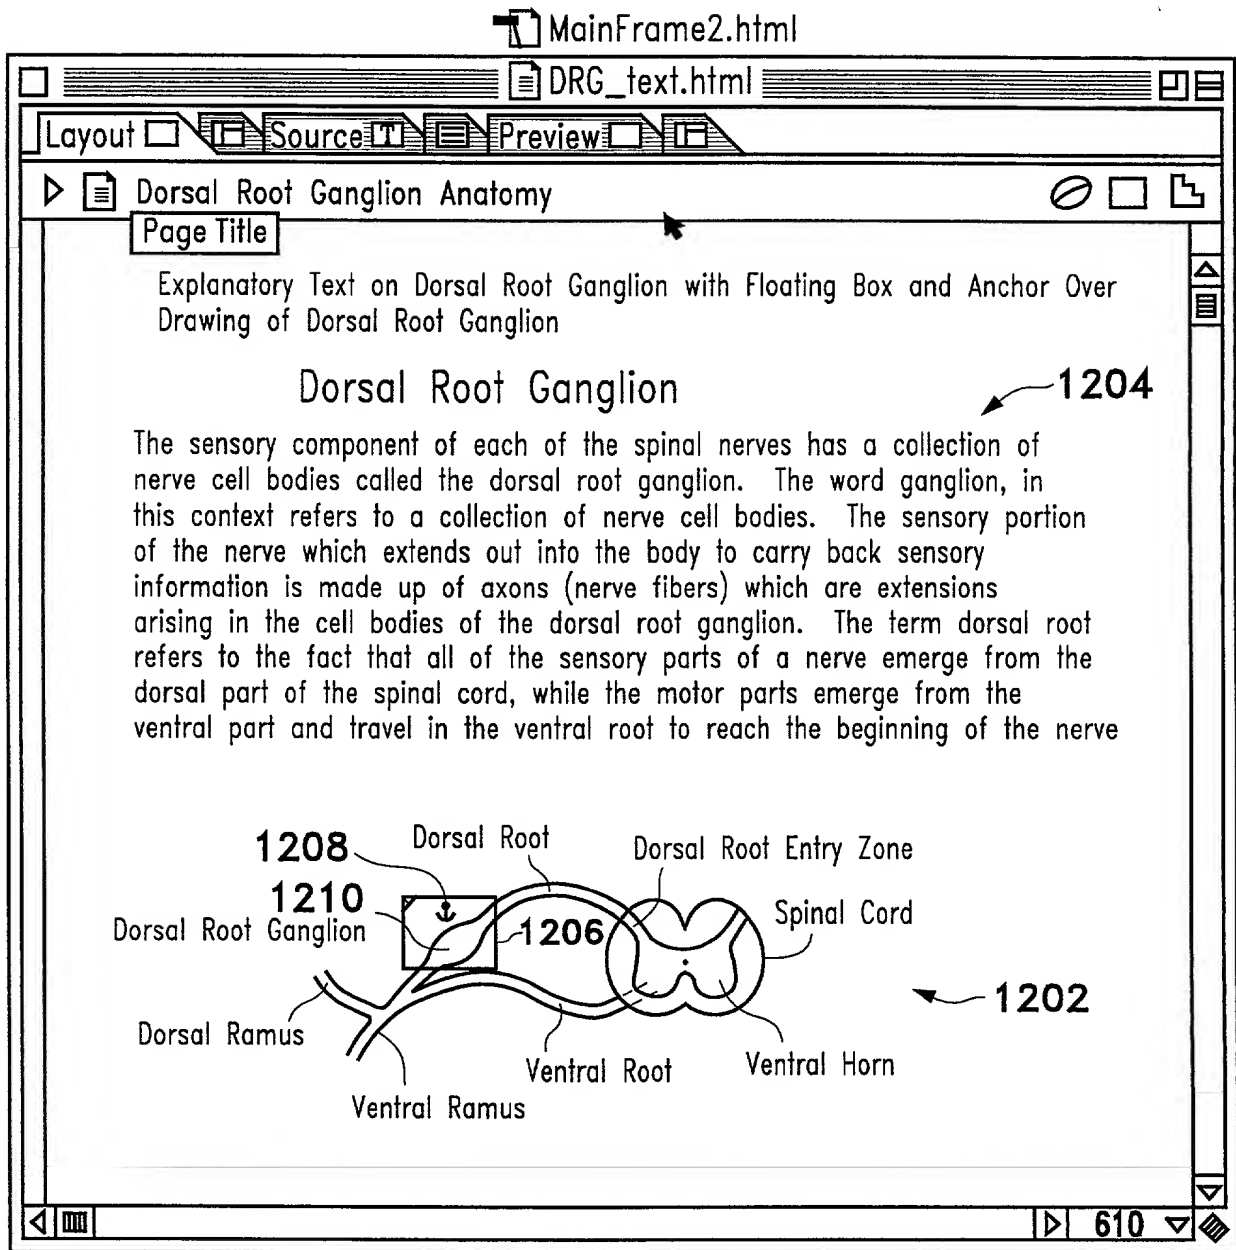 MainFrame2.html
DRG_text.html
Layout Source T Preview
Dorsal Root Ganglion Anatomy
Page Title
Explanatory Text on Dorsal Root Ganglion with Floating Box and Anchor Over
Drawing of Dorsal Root Ganglion
Dorsal Root Ganglion
1204
The sensory component of each of the spinal nerves has a collection of
nerve cell bodies called the dorsal root ganglion. The word ganglion, in
this context refers to a collection of nerve cell bodies. The sensory portion
of the nerve which extends out into the body to carry back sensory
information is made up of axons (nerve fibers) which are extensions
arising in the cell bodies of the dorsal root ganglion. The term dorsal root
refers to the fact that all of the sensory parts of a nerve emerge from the
dorsal part of the spinal cord, while the motor parts emerge from the
ventral part and travel in the ventral root to reach the beginning of the nerve
1208
Dorsal Root
Dorsal Root Entry Zone
1210
Dorsal Root Ganglion
1206
Spinal Cord
1202
Dorsal Ramus
Ventral Root
Ventral Horn
Ventral Ramus
610